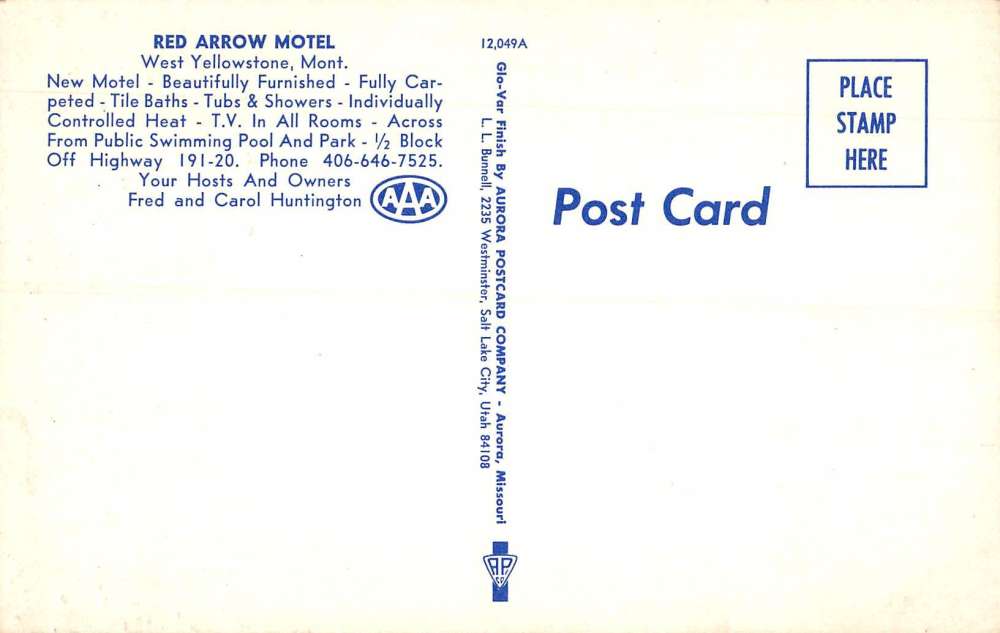 RED ARROW MOTEL
West Yellowstone, Mont.
New Motel - Beautifully Furnished - Fully Car-
peted - Tile Baths - Tubs & Showers - Individually
Controlled Heat - T.V. In All Rooms - Across
From Public Swimming Pool And Park - ½ Block
Off Highway 191-20. Phone 406-646-7525.
Your Hosts And Owners
Fred and Carol Huntington
AAA
12,049A
Glo-Var Finish By AURORA POSTCARD COMPANY - Aurora, Missouri
L. L. Bunnell, 2235 Westminster, Salt Lake City, Utah 84108
A.P.
CO.
Post Card
PLACE
STAMP
HERE